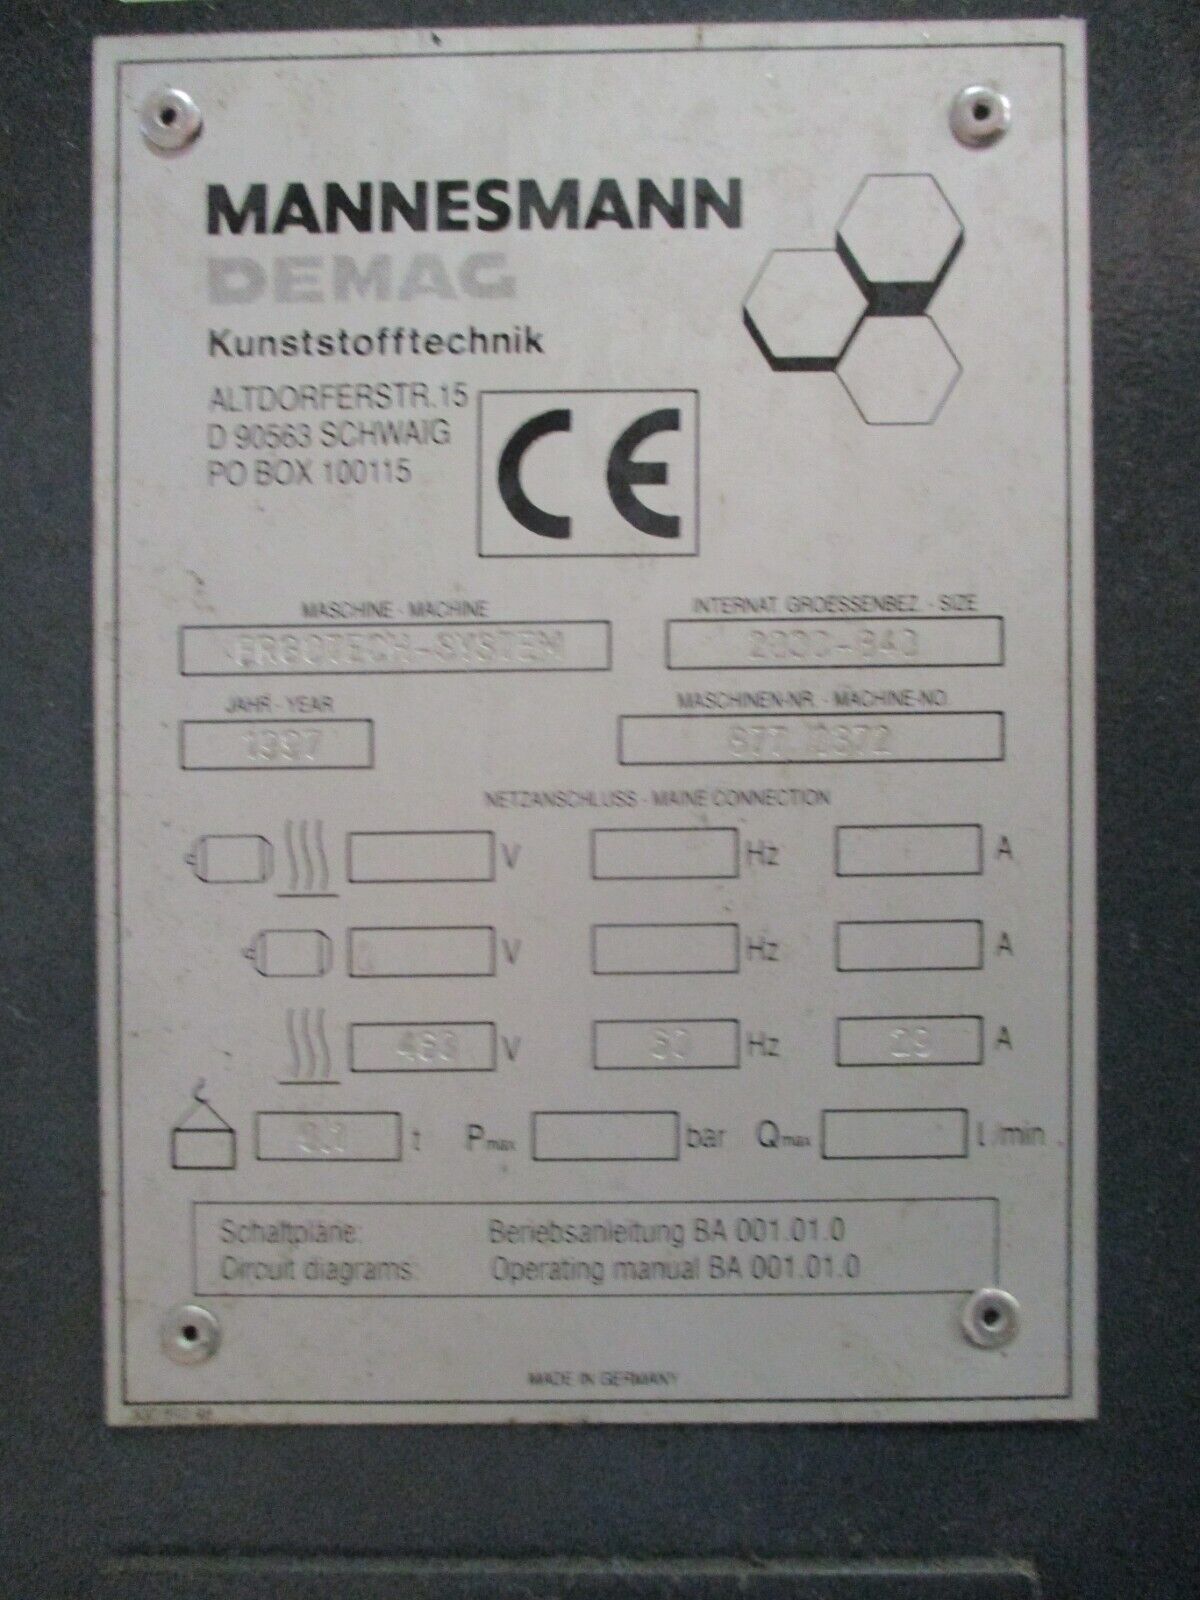 MANNESMANN
DEMAG
Kunststofftechnik
ALTDORFERSTR.15
D 90563 SCHWAIG
PO BOX 100115
CE
MASCHINE - MACHINE
INTERNAT. GROESSENBEZ. - SIZE
ERGOTECH-SYSTEM
JAHR - YEAR
MASCHINEN-NR. - MACHINE-NO.
1997
NETZANSCHLUSS - MAINE CONNECTION
V Hz A
V Hz A
V 60 Hz A
t Pmax bar Qmax L/min
Schaltpläne: Beriebsanleitung BA 001.01.0
Circuit diagrams: Operating manual BA 001.01.0
MADE IN GERMANY